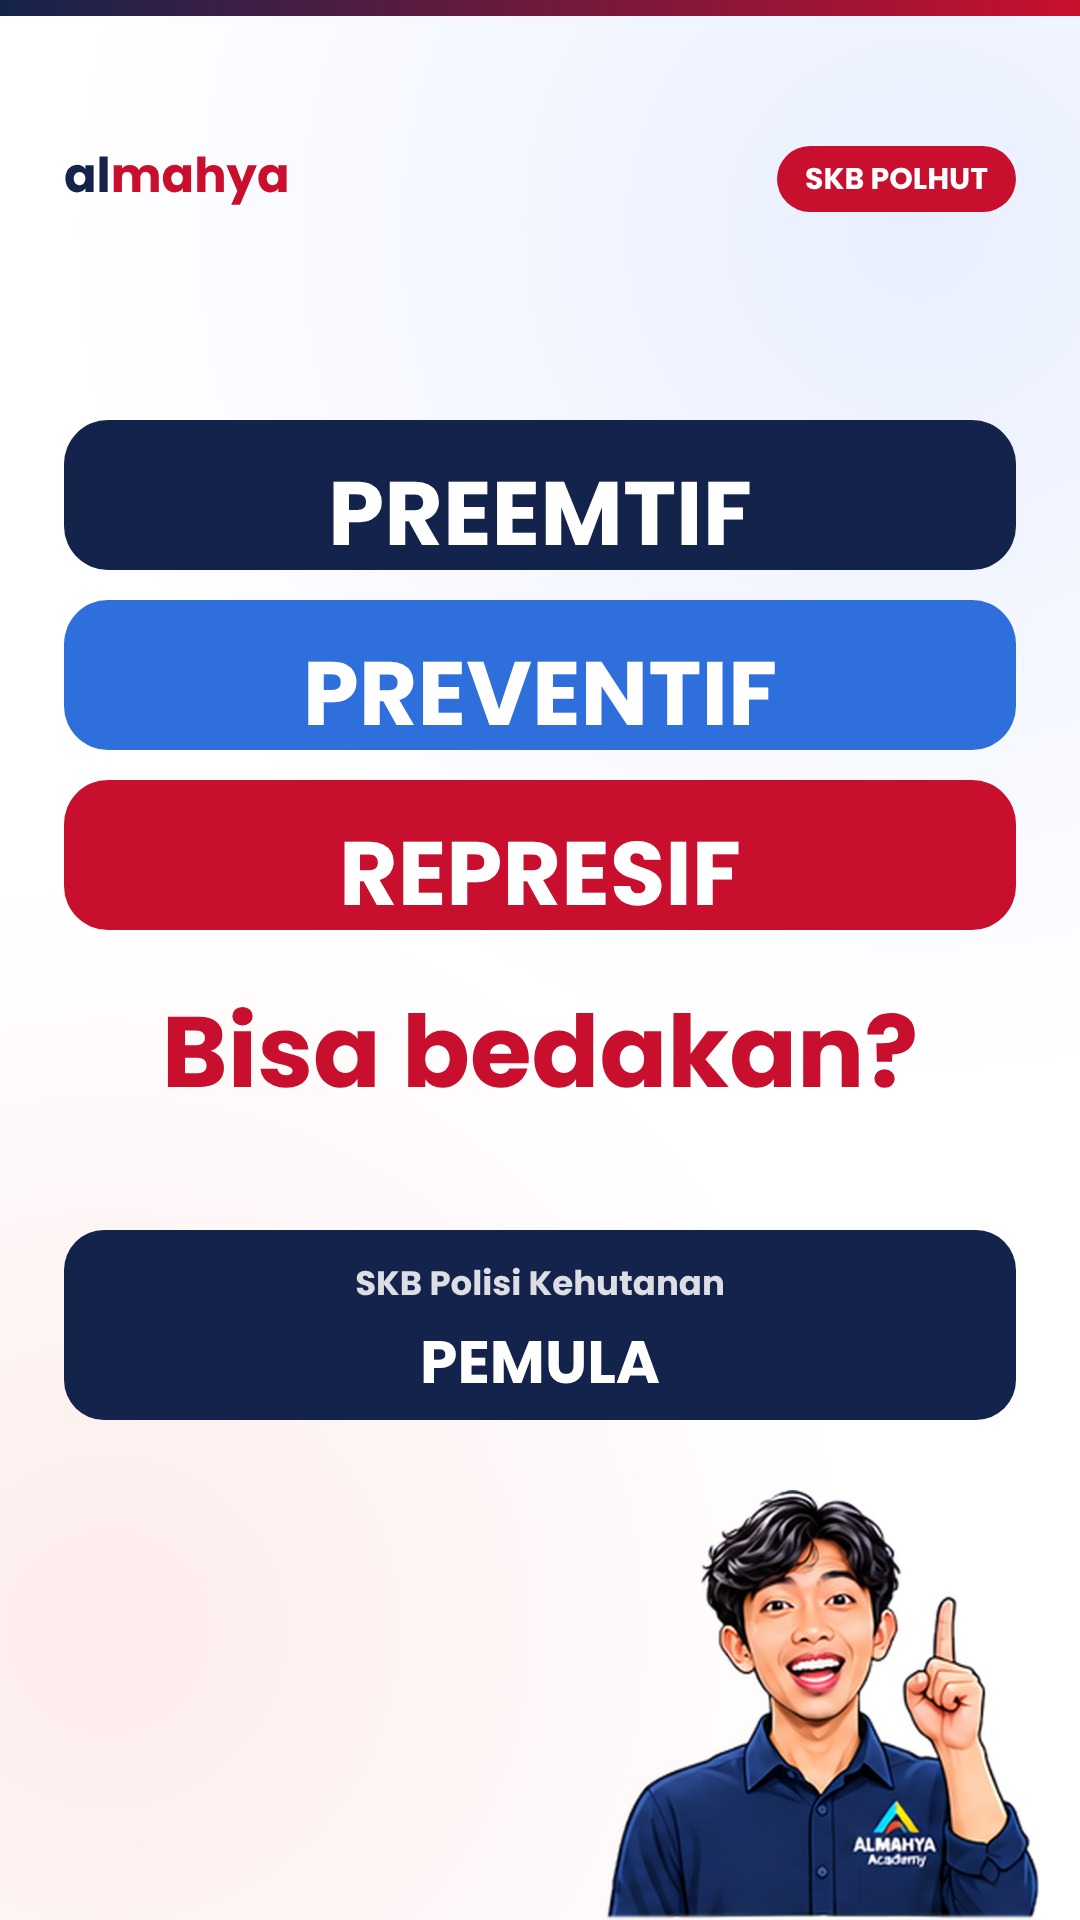 almahya
SKB POLHUT
PREEMTIF
PREVENTIF
REPRESIF
Bisa bedakan?
SKB Polisi Kehutanan
PEMULA
ALMAHYA
Academy